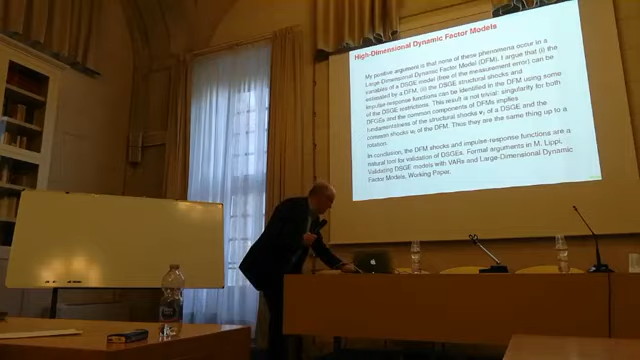 High-Dimensional Dynamic Factor Models
My positive argument is that none of these phenomena occur in a
Large-Dimensional Dynamic Factor Model (DFM). I argue that (i) the
variables of a DSGE model (free of the measurement error) can be
estimated by a DFM, (ii) the DSGE structural shocks and
impulse response functions can be identified in the DFM using some
of the DSGE restrictions. This result is not trivial: singularity for both
DFGEs and the common components of DFMs implies
fundamentalness of the structural shocks of a DSGE and the
common shocks of the DFM. Thus they are the same thing up to a
rotation.
In conclusion, the DFM shocks and impulse-response functions are a
natural tool for validation of DSGEs. Formal arguments in M. Lippi,
Validating DSGE models with VARs and Large-Dimensional Dynamic
Factor Models, Working Paper.